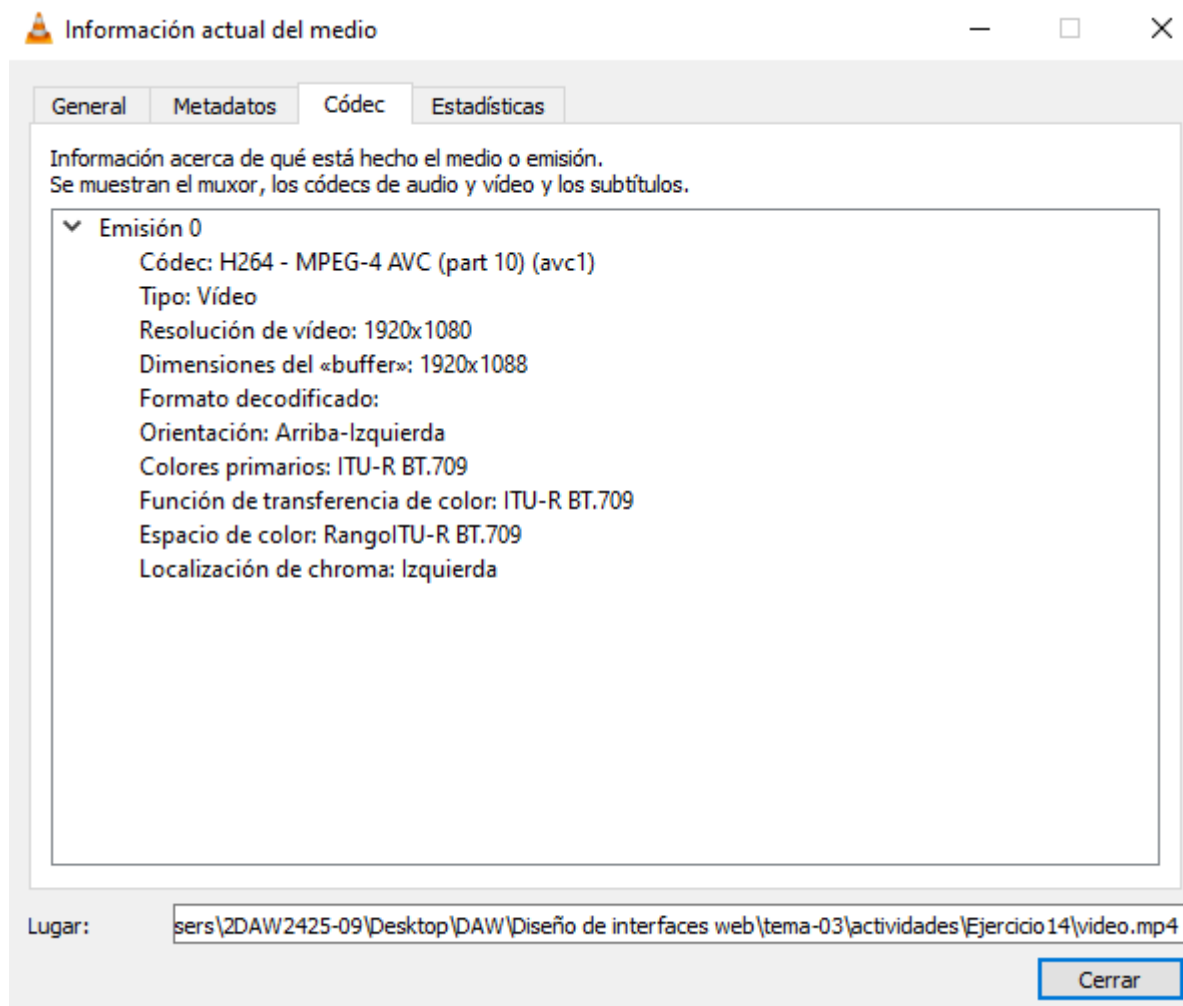 Información actual del medio
General
Metadatos
Códec
Estadísticas
Información acerca de qué está hecho el medio o emisión.
Se muestran el muxor, los códecs de audio y vídeo y los subtítulos.
Emisión 0
Códec: H264 - MPEG-4 AVC (part 10) (avc1)
Tipo: Vídeo
Resolución de vídeo: 1920x1080
Dimensiones del «buffer»: 1920x1088
Formato decodificado:
Orientación: Arriba-Izquierda
Colores primarios: ITU-R BT.709
Función de transferencia de color: ITU-R BT.709
Espacio de color: RangoITU-R BT.709
Localización de chroma: Izquierda
Lugar: sers\2DAW2425-09\Desktop\DAW\Diseño de interfaces web\tema-03\actividades\Ejercicio14\video.mp4
Cerrar